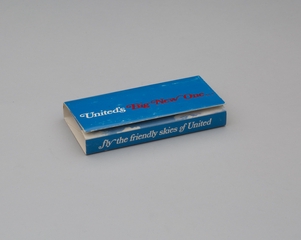 United's Big "New" One
fly the friendly skies of United